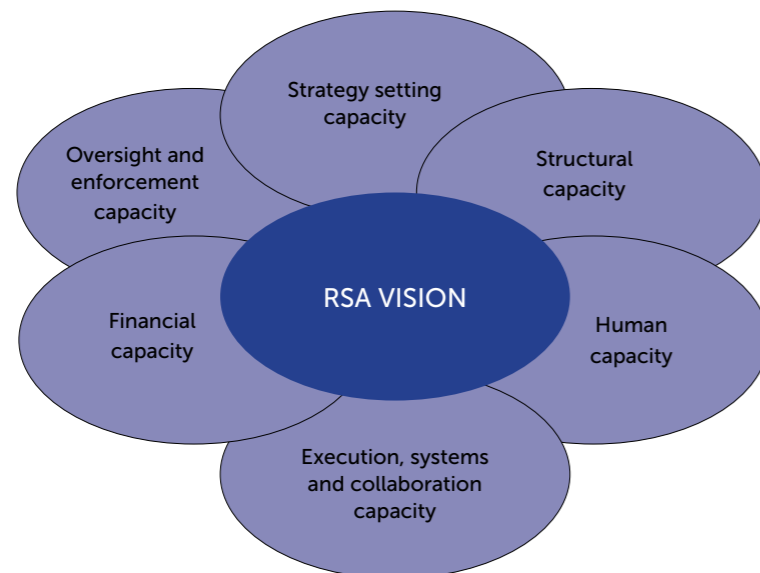 Strategy setting
capacity
Oversight and
enforcement
capacity
Structural
capacity
RSA VISION
Financial
capacity
Human
capacity
Execution, systems
and collaboration
capacity